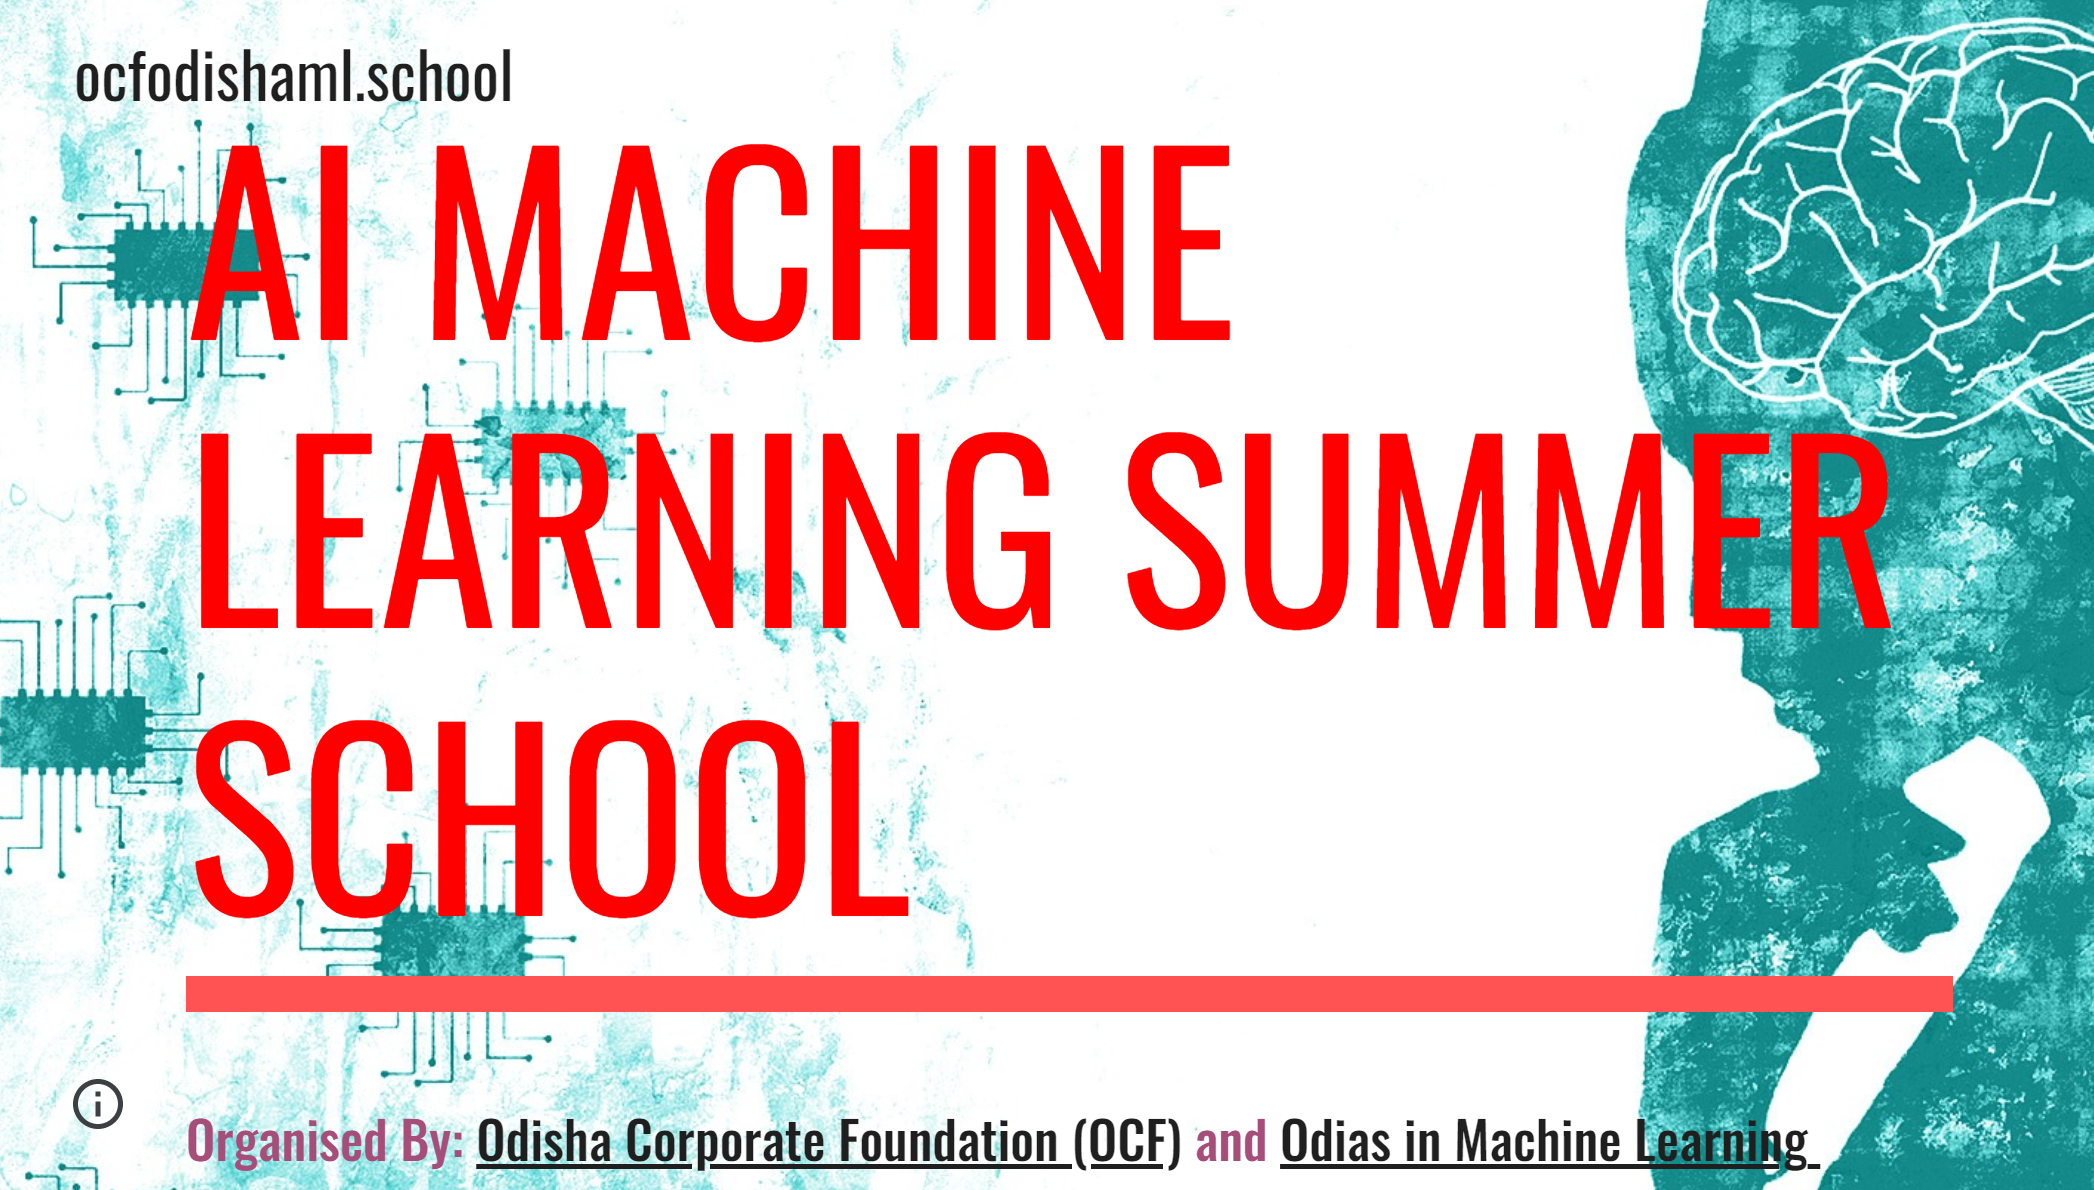 ocfodishaml.school
AI MACHINE
LEARNING SUMMER
SCHOOL
Organised By: Odisha Corporate Foundation (OCF) and Odias in Machine Learning